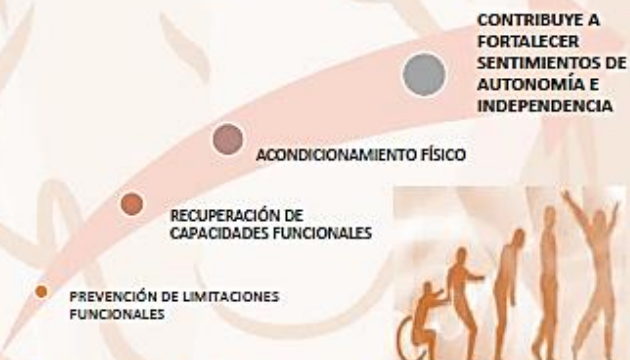 CONTRIBUYE A
FORTALECER
SENTIMIENTOS DE
AUTONOMÍA E
INDEPENDENCIA
ACONDICIONAMIENTO FÍSICO
RECUPERACIÓN DE
CAPACIDADES FUNCIONALES
PREVENCIÓN DE LIMITACIONES
FUNCIONALES